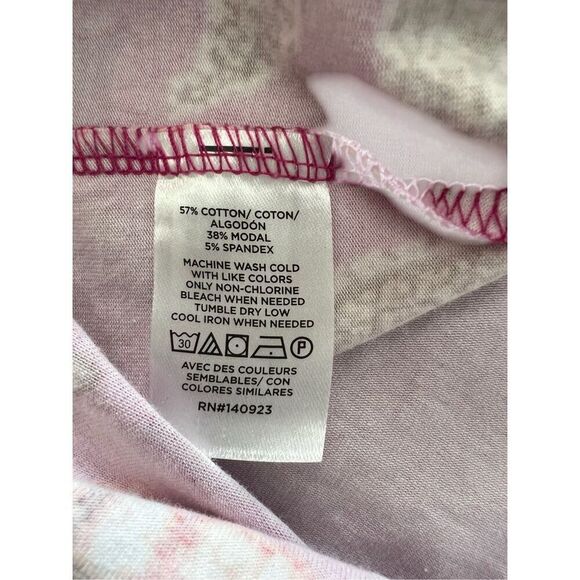 57% COTTON/ COTON/
ALGODÓN
38% MODAL
5% SPANDEX
MACHINE WASH COLD
WITH LIKE COLORS
ONLY NON-CHLORINE
BLEACH WHEN NEEDED
TUMBLE DRY LOW
COOL IRON WHEN NEEDED
30 P
AVEC DES COULEURS
SEMBLABLES/ CON
COLORES SIMILARES
RN#140923